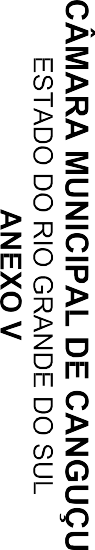 CÂMARA MUNICIPAL DE CANGUÇU
ESTADO DO RIO GRANDE DO SUL
ANEXO V